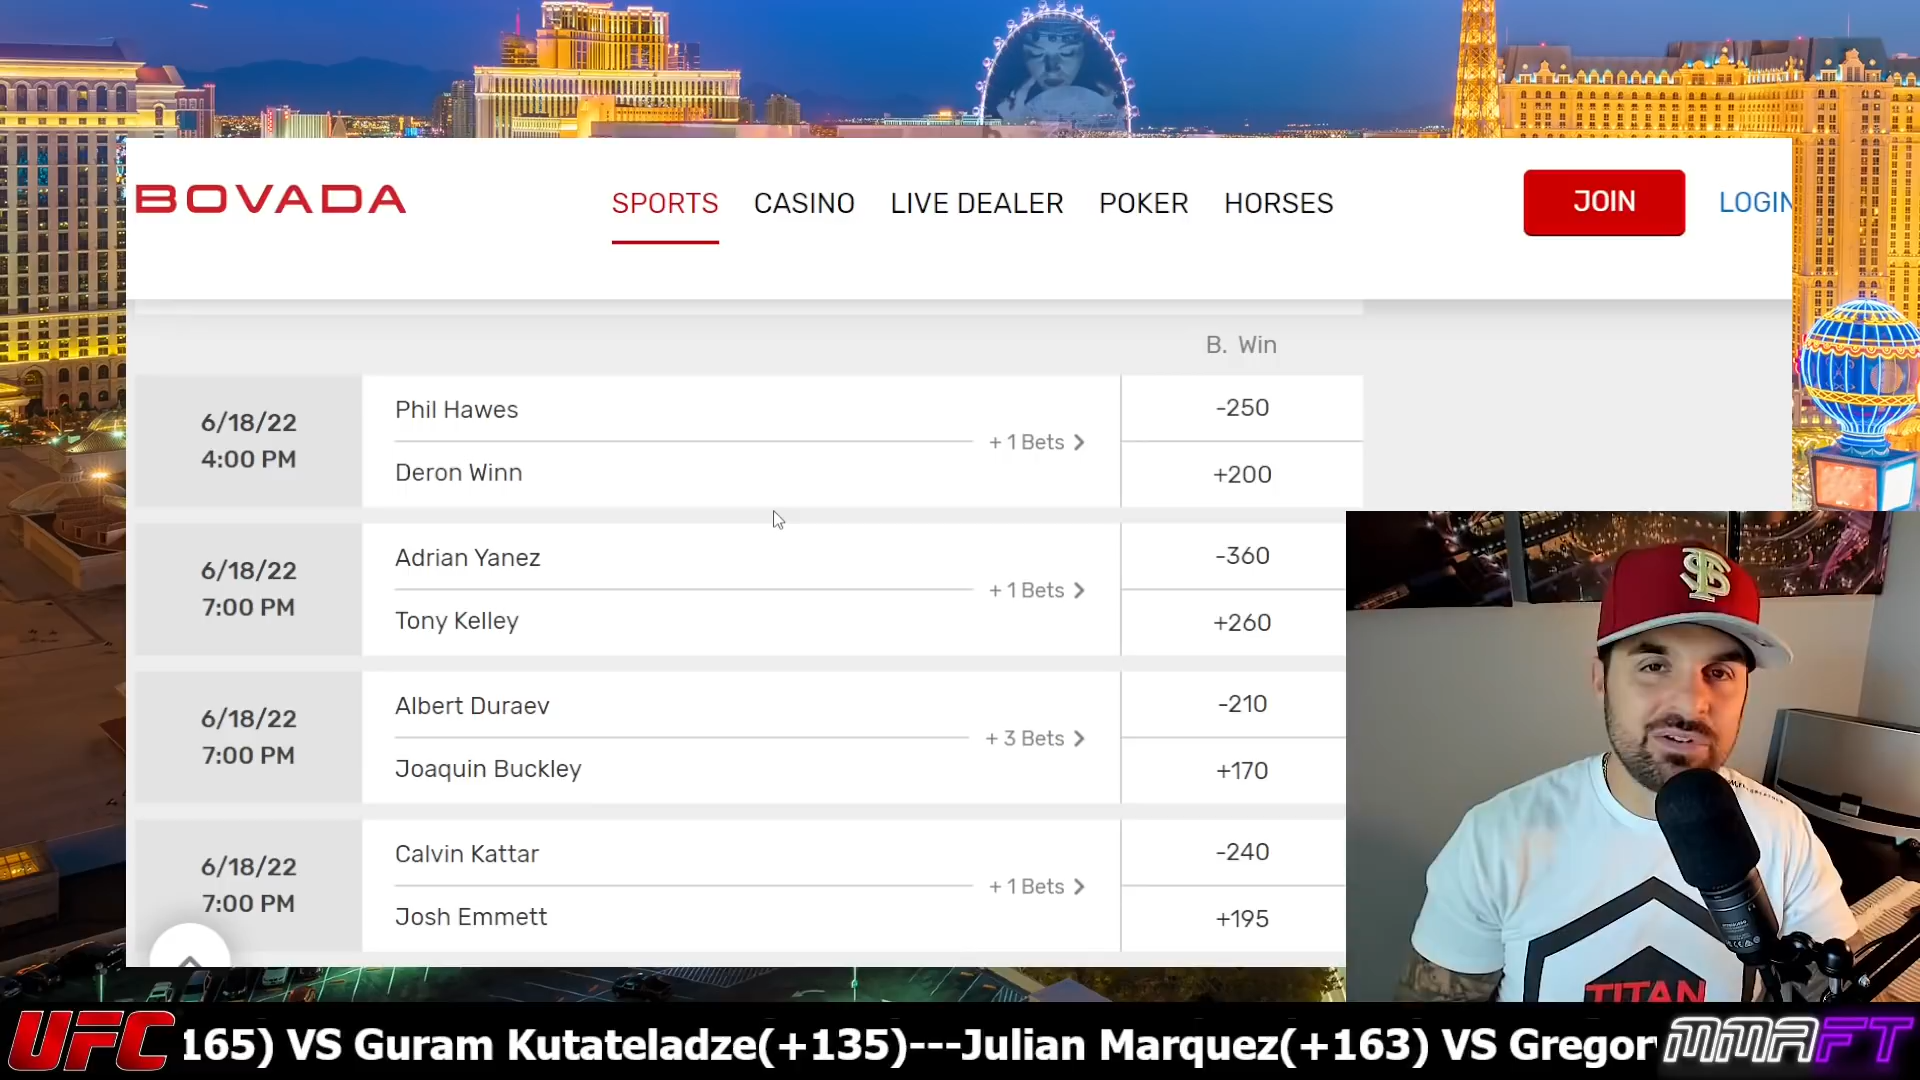 BOVADA SPORTS CASINO LIVE DEALER POKER HORSES JOIN LOGIN
B. Win
6/18/22
4:00 PM
Phil Hawes
Deron Winn
+ 1 Bets
-250
+200
6/18/22
7:00 PM
Adrian Yanez
Tony Kelley
+ 1 Bets
-360
+260
6/18/22
7:00 PM
Albert Duraev
Joaquin Buckley
+ 3 Bets
-210
+170
6/18/22
7:00 PM
Calvin Kattar
Josh Emmett
+ 1 Bets
-240
+195
TITAN
UFC 165) VS Guram Kutateladze(+135)---Julian Marquez(+163) VS Gregor MMAFT